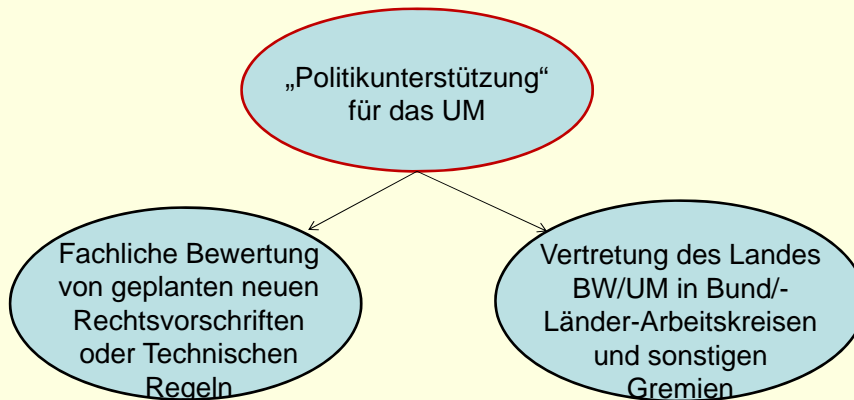 „Politikunterstützung“
für das UM
Fachliche Bewertung
von geplanten neuen
Rechtsvorschriften
oder Technischen
Regeln
Vertretung des Landes
BW/UM in Bund/-
Länder-Arbeitskreisen
und sonstigen
Gremien